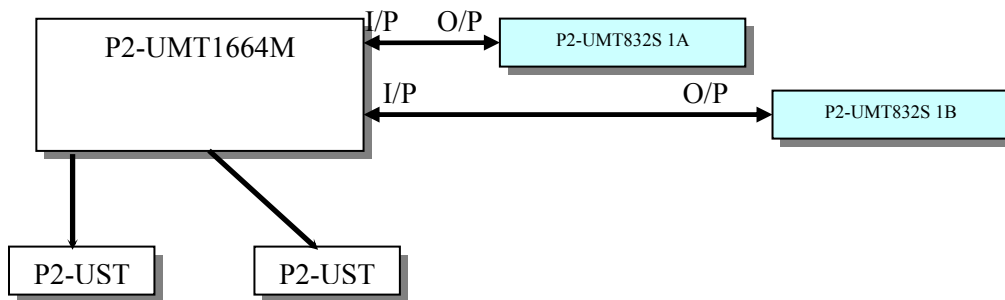 I/P O/P
P2-UMT1664M
P2-UMT832S 1A
I/P O/P
P2-UMT832S 1B
P2-UST P2-UST